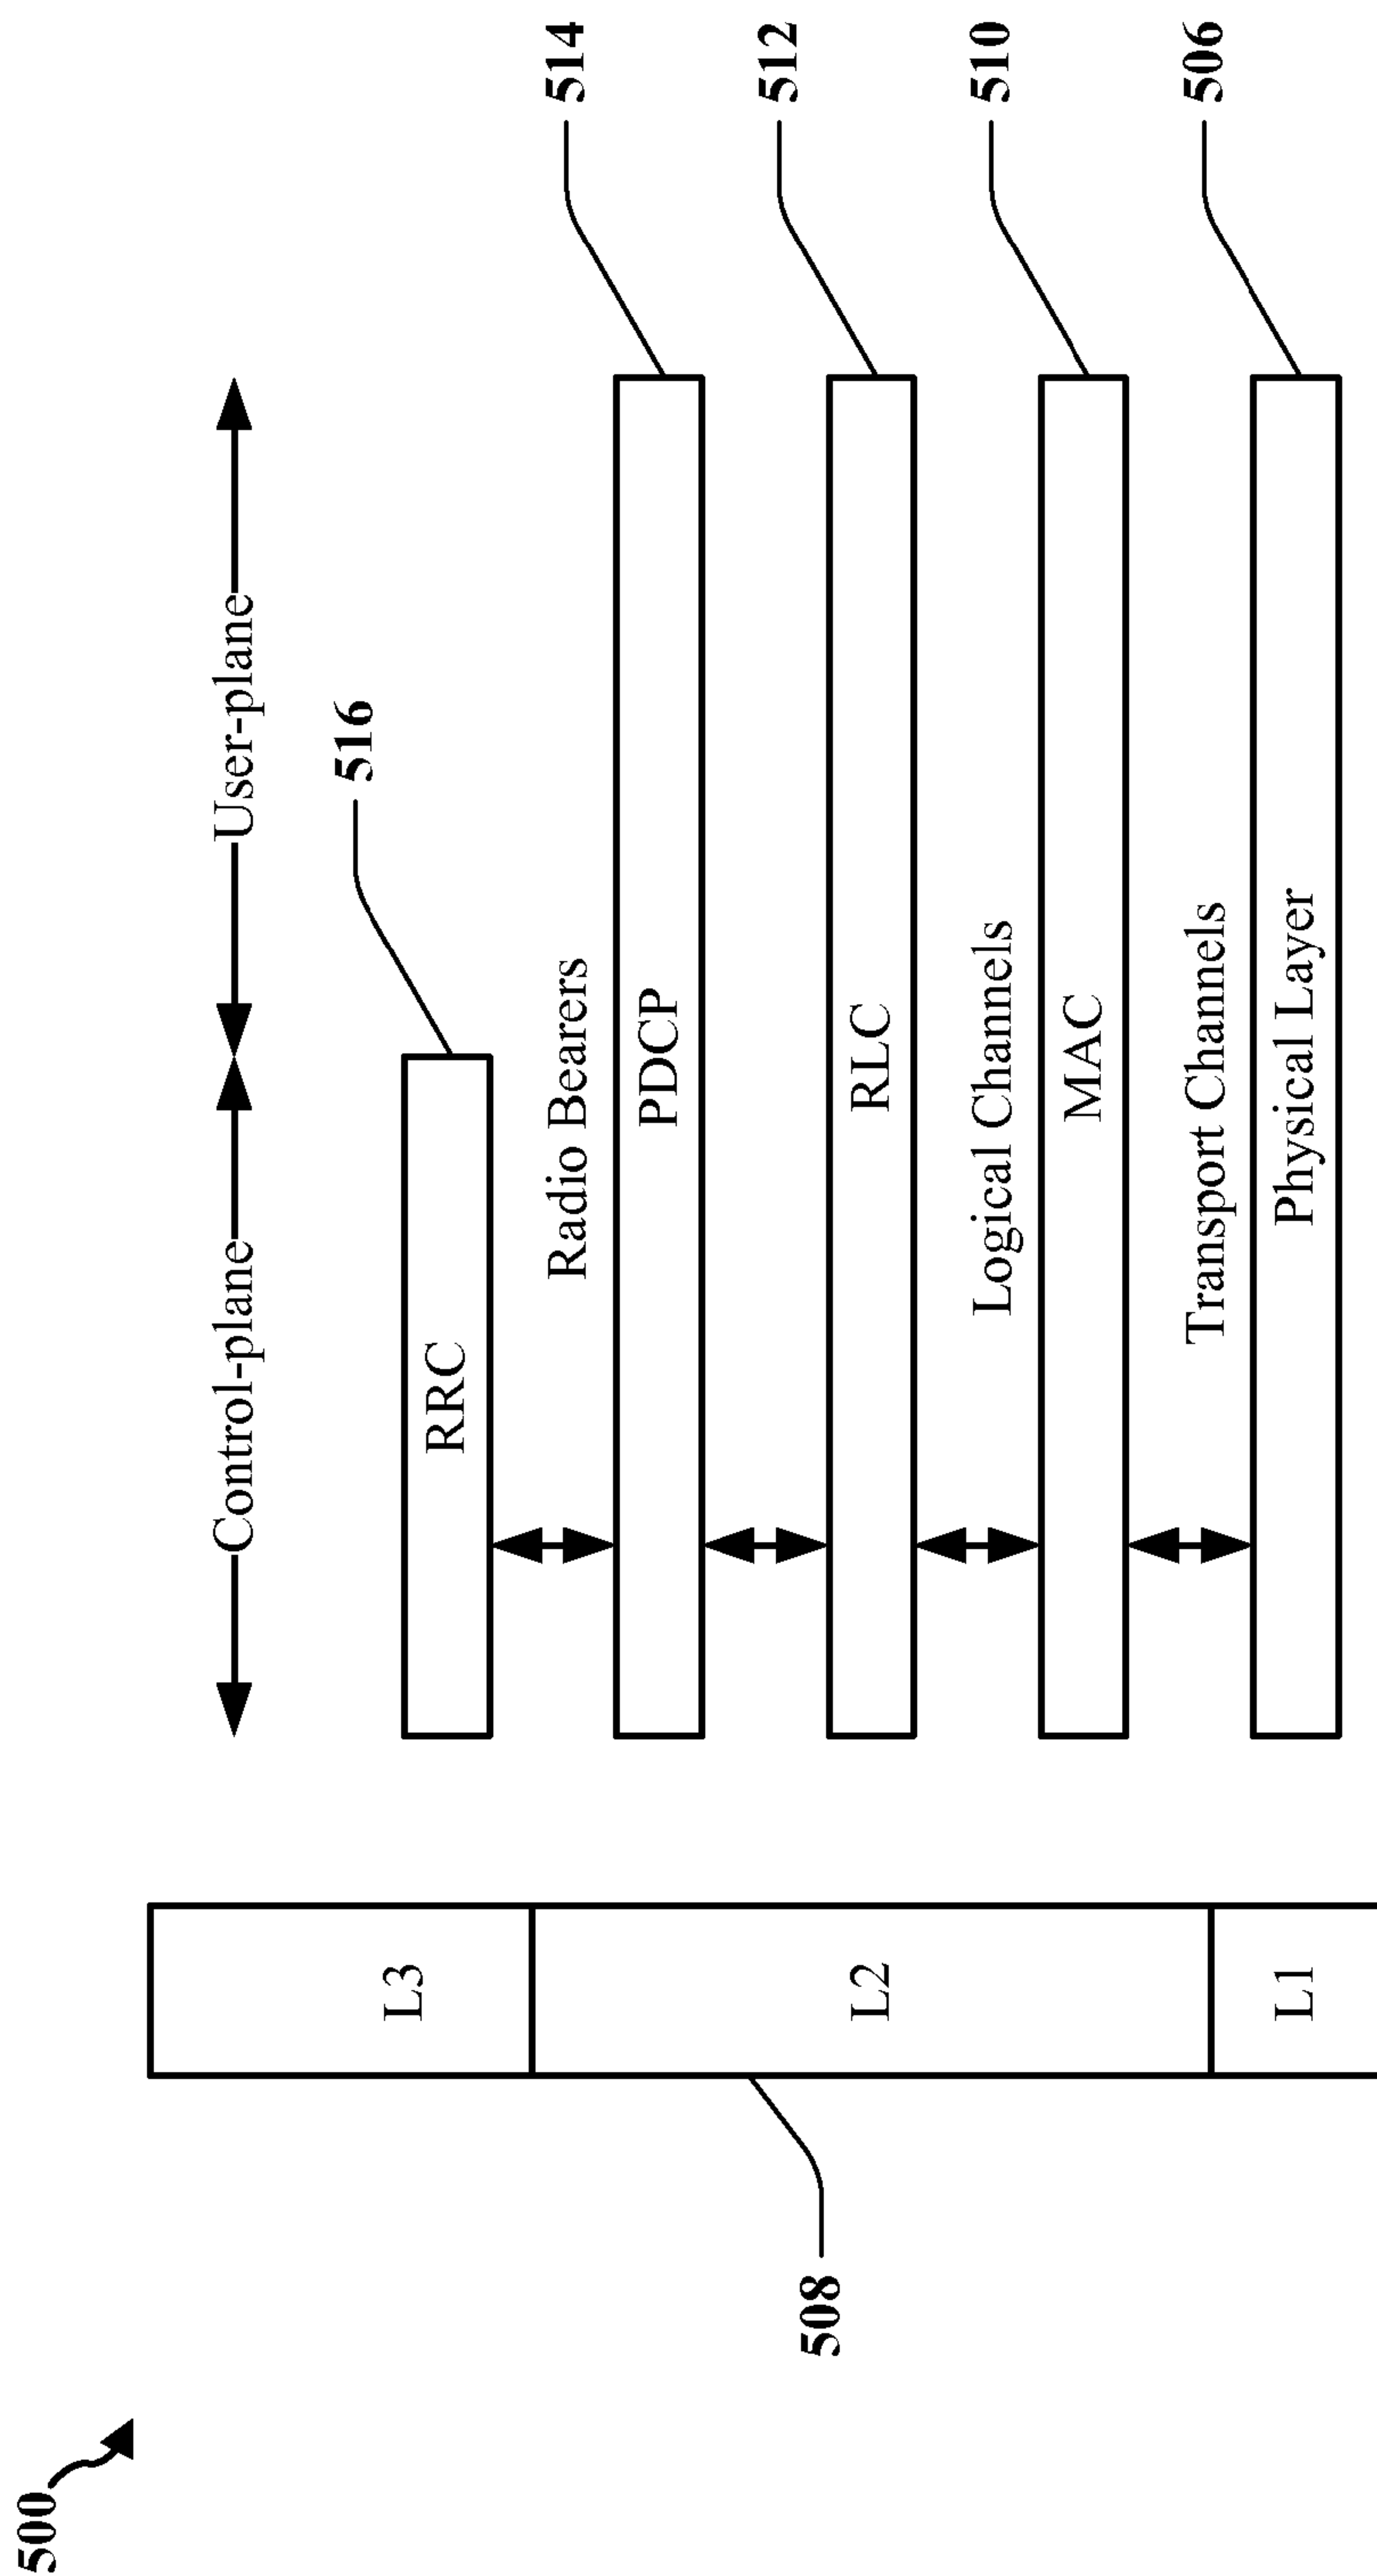 500
Control-plane
User-plane
516
L3
RRC
Radio Bearers
514
PDCP
508
L2
512
RLC
Logical Channels
510
MAC
Transport Channels
506
L1
Physical Layer